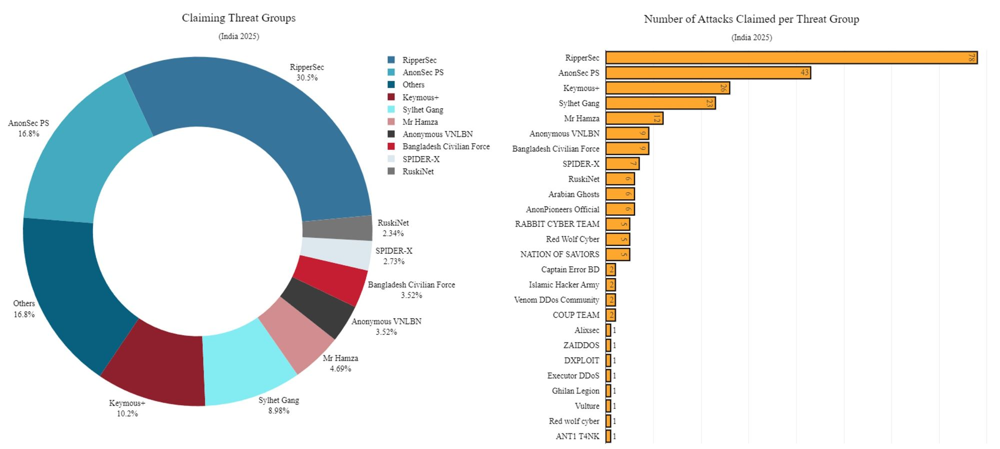 Claiming Threat Groups
(India 2025)
RipperSec
30.5%
AnonSec PS
16.8%
Others
16.8%
Keymous+
10.2%
Sylhet Gang
8.98%
Mr Hamza
4.69%
Anonymous VNLBN
3.52%
Bangladesh Civilian Force
3.52%
SPIDER-X
2.73%
RuskiNet
2.34%
RipperSec
AnonSec PS
Others
Keymous+
Sylhet Gang
Mr Hamza
Anonymous VNLBN
Bangladesh Civilian Force
SPIDER-X
RuskiNet
Number of Attacks Claimed per Threat Group
(India 2025)
RipperSec 78
AnonSec PS 43
Keymous+ 26
Sylhet Gang 23
Mr Hamza 12
Anonymous VNLBN 9
Bangladesh Civilian Force 9
SPIDER-X 7
RuskiNet 6
Arabian Ghosts 6
AnonPioneers Official 6
RABBIT CYBER TEAM 5
Red Wolf Cyber 5
NATION OF SAVIORS 5
Captain Error BD 2
Islamic Hacker Army 2
Venom DDos Community 2
COUP TEAM 2
Alixsec 1
ZAIDDOS 1
DXPLOIT 1
Executor DDoS 1
Ghilan Legion 1
Vulture 1
Red wolf cyber 1
ANT1 T4NK 1